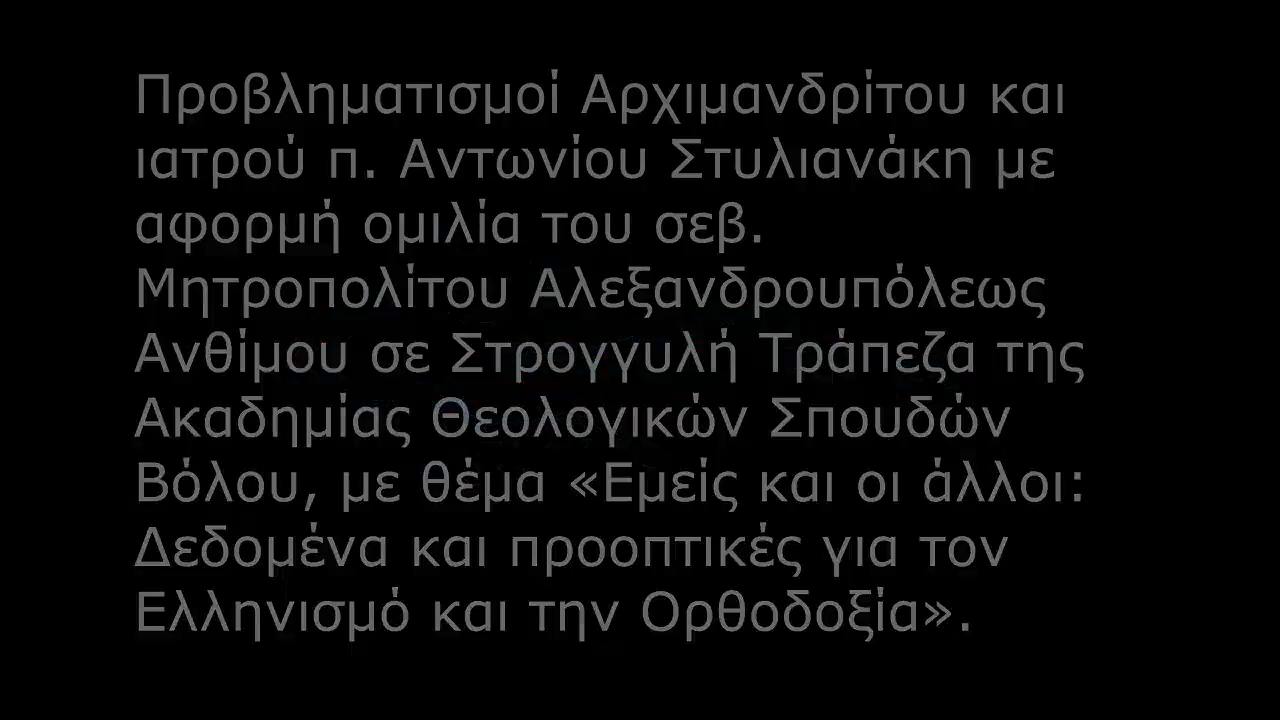 Προβληματισμοί Αρχιμανδρίτου και
ιατρού π. Αντωνίου Στυλιανάκη με
αφορμή ομιλία του σεβ.
Μητροπολίτου Αλεξανδρουπόλεως
Ανθίμου σε Στρογγυλή Τράπεζα της
Ακαδημίας Θεολογικών Σπουδών
Βόλου, με θέμα «Εμείς και οι άλλοι:
Δεδομένα και προοπτικές για τον
Ελληνισμό και την Ορθοδοξία».